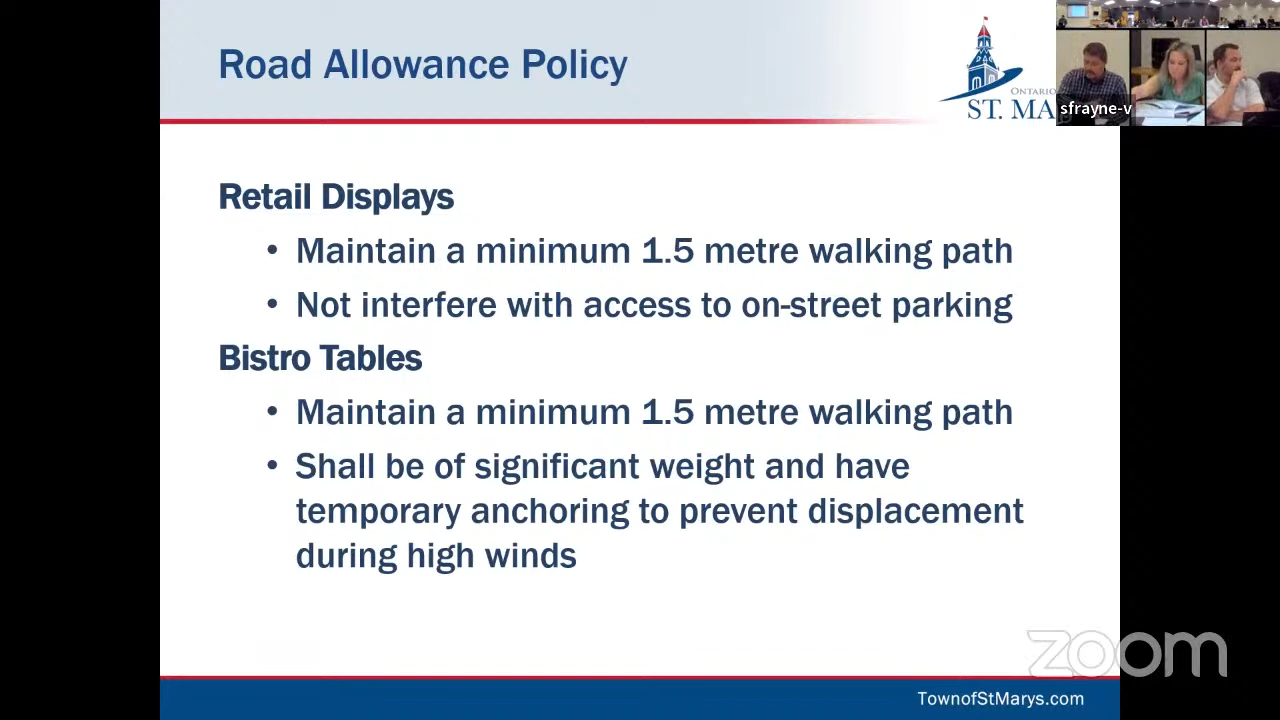 Road Allowance Policy
ONTARIO
ST. MA
sfrayne-v
Retail Displays
• Maintain a minimum 1.5 metre walking path
• Not interfere with access to on-street parking
Bistro Tables
• Maintain a minimum 1.5 metre walking path
• Shall be of significant weight and have
temporary anchoring to prevent displacement
during high winds
zoom
TownofStMarys.com